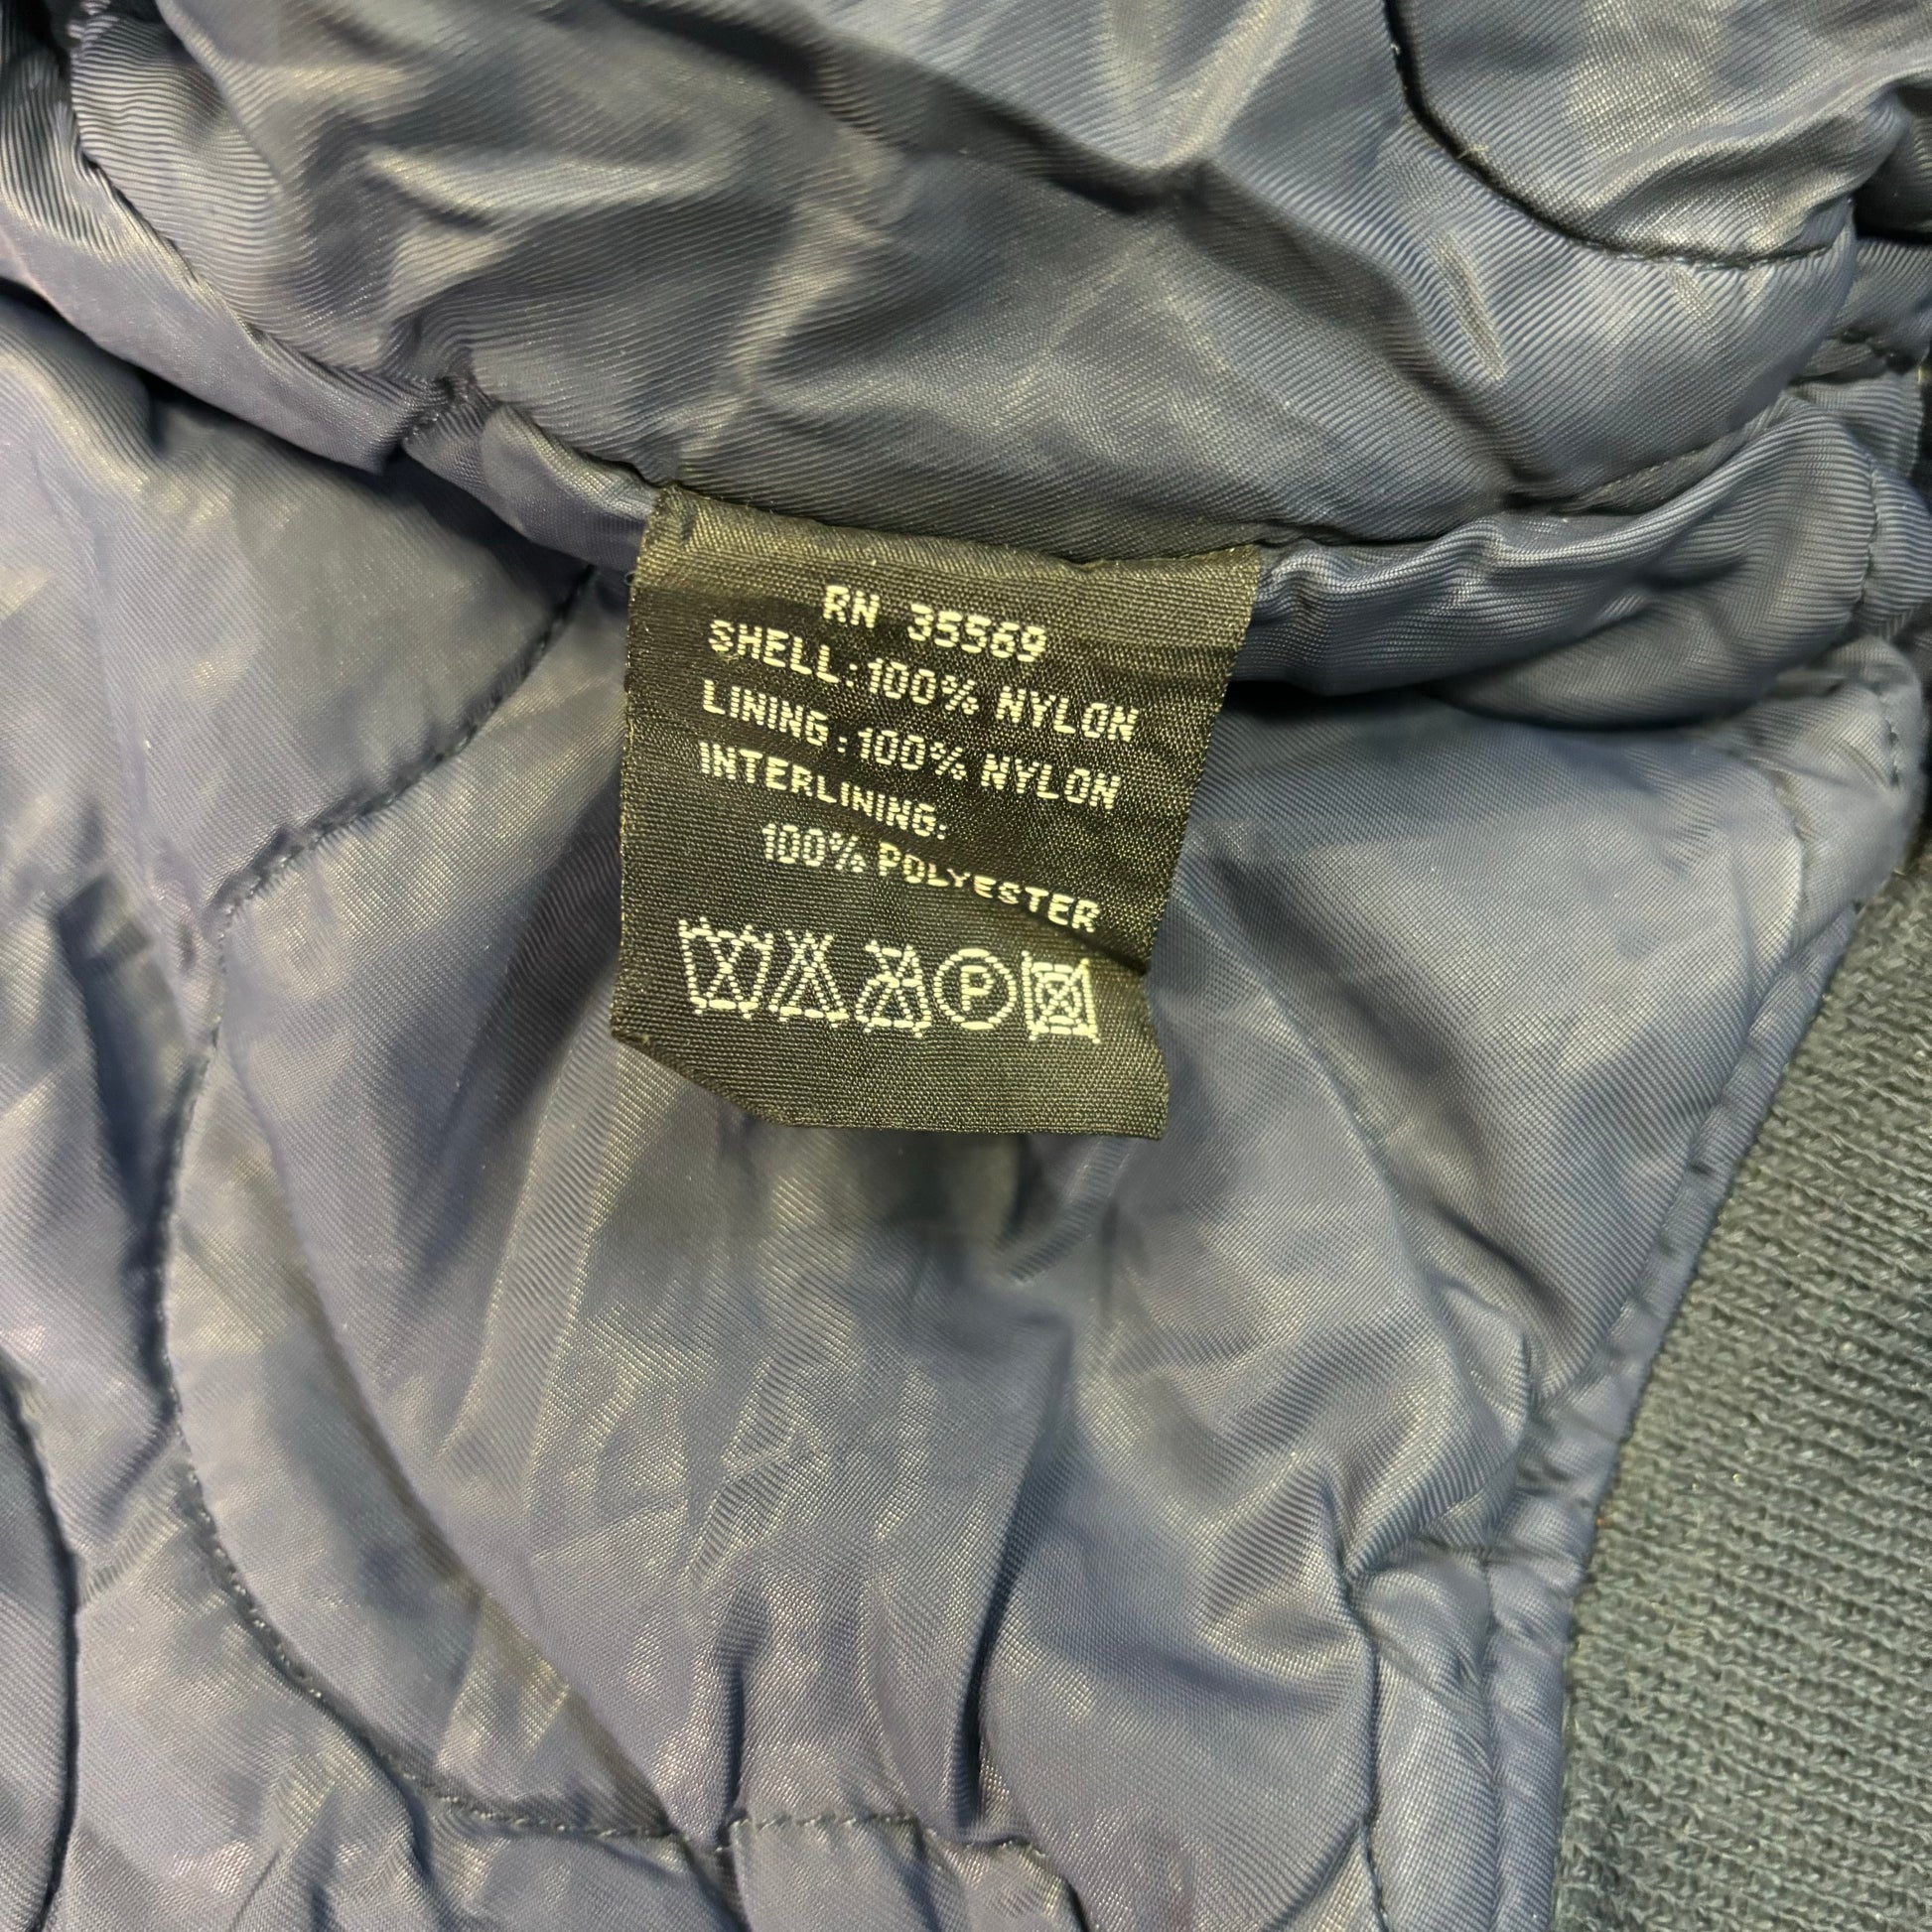 RN 35569
SHELL:100% NYLON
LINING:100% NYLON
INTERLINING:
100% POLYESTER
P